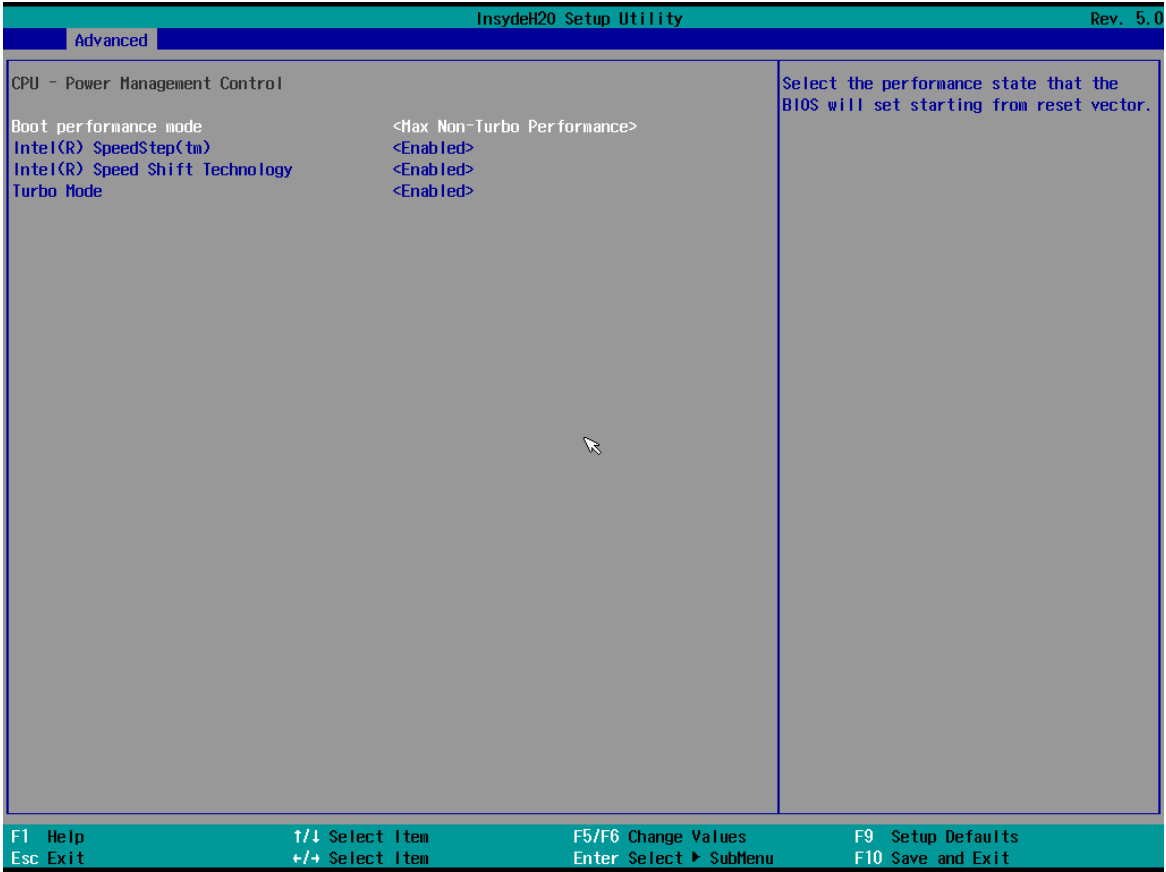 InsydeH20 Setup Utility Rev. 5.0
Advanced
CPU - Power Management Control
Boot performance mode <Max Non-Turbo Performance>
Intel(R) SpeedStep(tm) <Enabled>
Intel(R) Speed Shift Technology <Enabled>
Turbo Mode <Enabled>
Select the performance state that the
BIOS will set starting from reset vector.
F1 Help ↑/↓ Select Item F5/F6 Change Values F9 Setup Defaults
Esc Exit ←/→ Select Item Enter Select ▶ SubMenu F10 Save and Exit